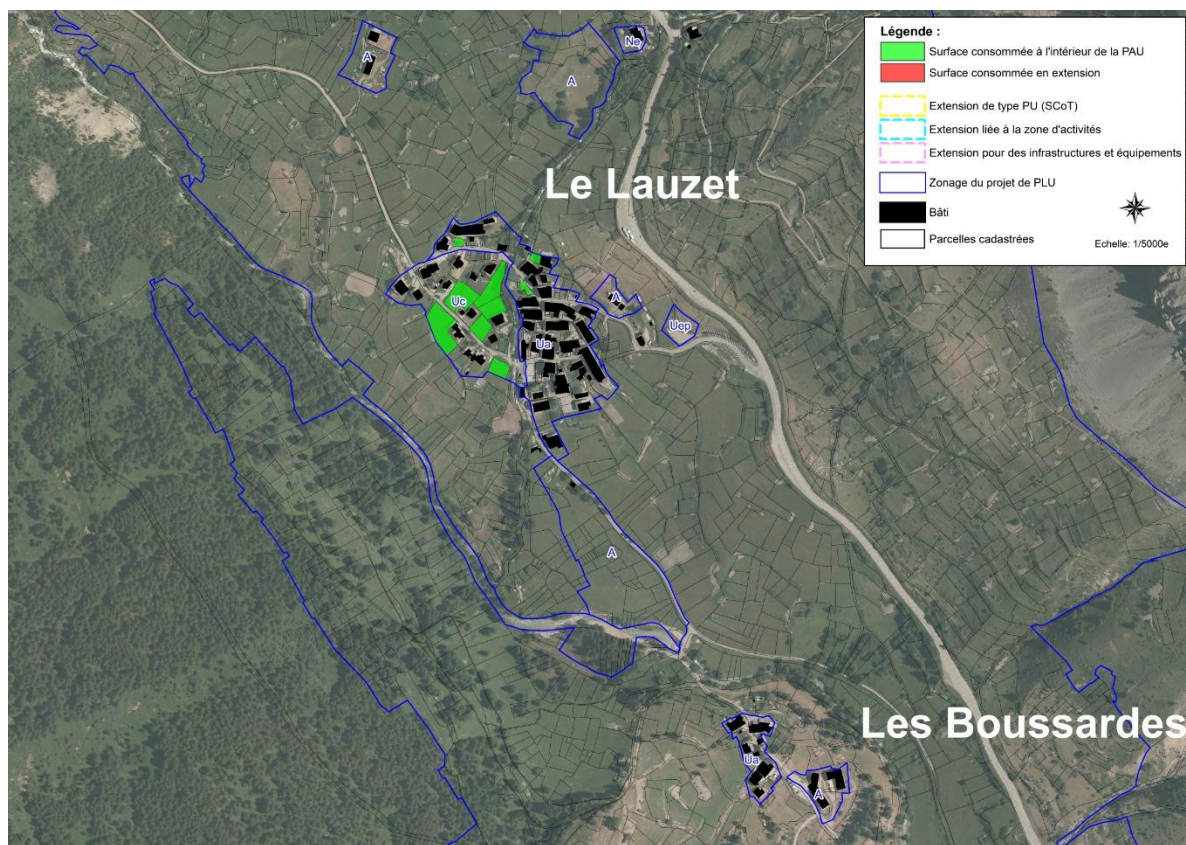 Légende :
Surface consommée à l'intérieur de la PAU
Surface consommée en extension
Extension de type PU (SCoT)
Extension liée à la zone d'activités
Extension pour des infrastructures et équipements
Zonage du projet de PLU
Bâti
Parcelles cadastrées
Echelle: 1/5000e
Ne
A
A
Le Lauzet
Uc
A
Uep
Ua
A
Les Boussardes
Ua
A